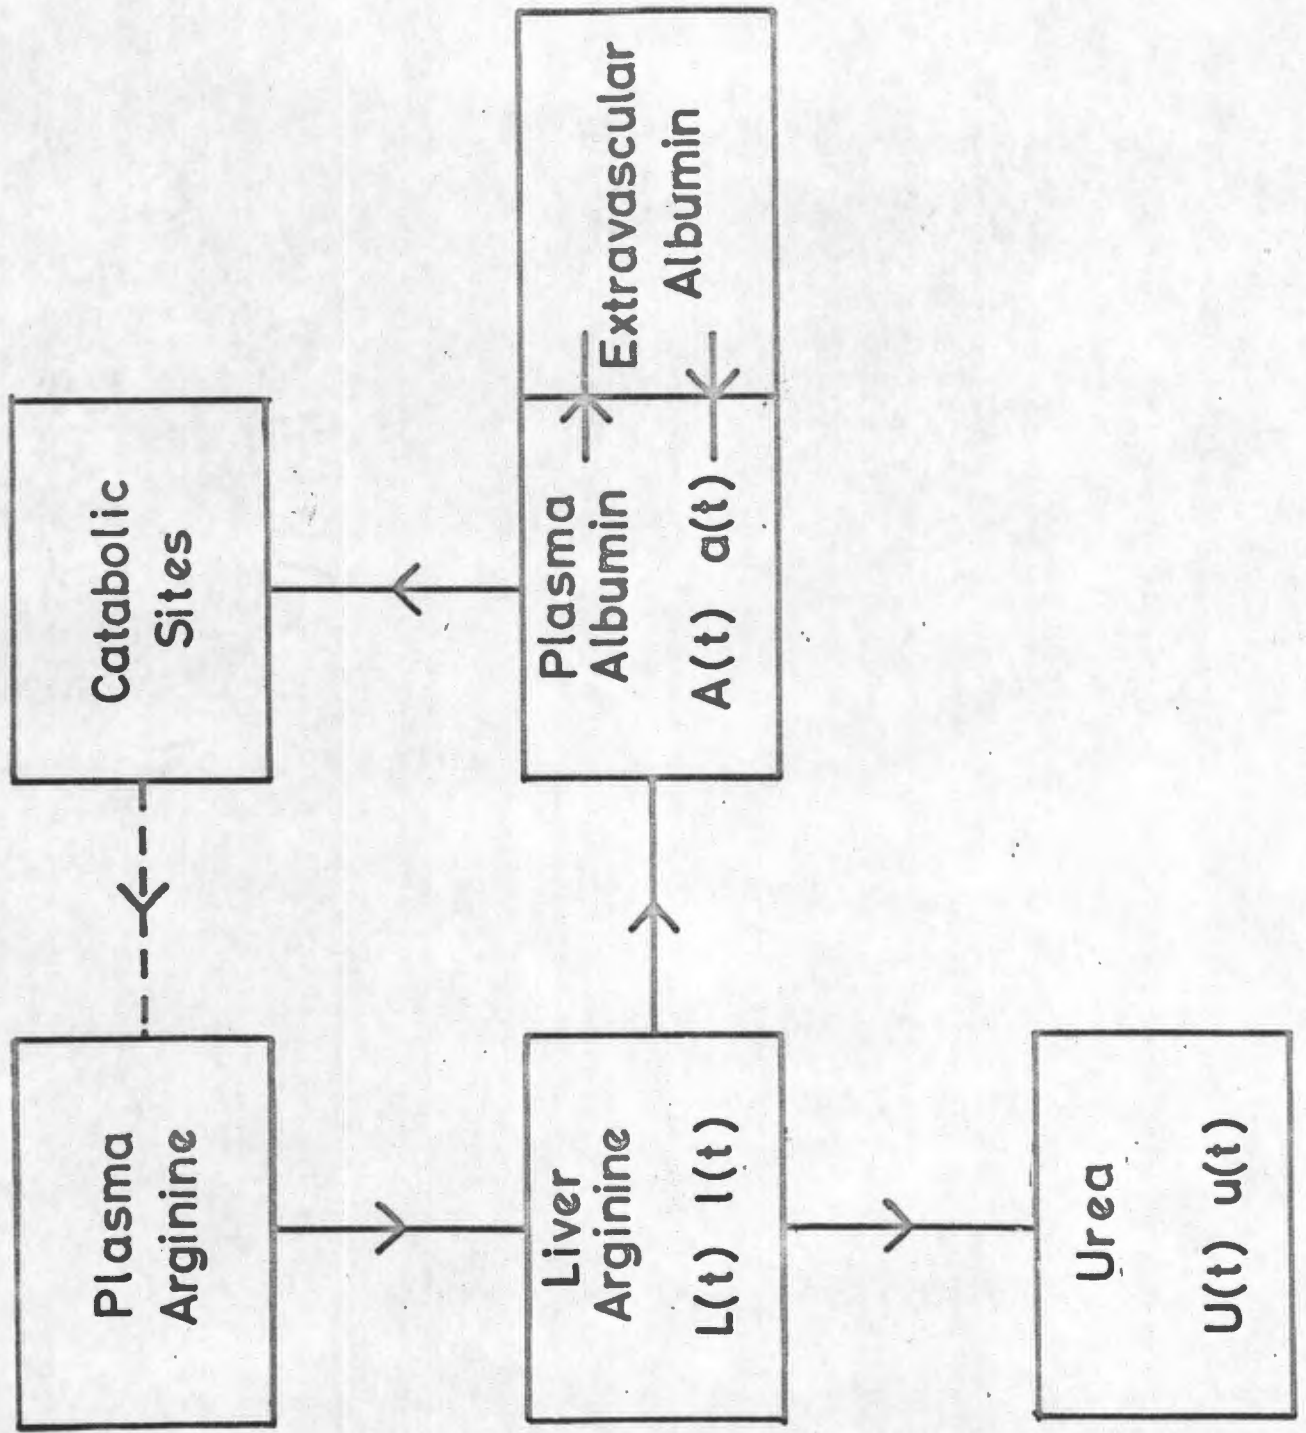 Plasma
Arginine
Catabolic
Sites
Liver
Arginine
L(t) l(t)
Plasma
Albumin
A(t) a(t)
Extravascular
Albumin
Urea
U(t) u(t)